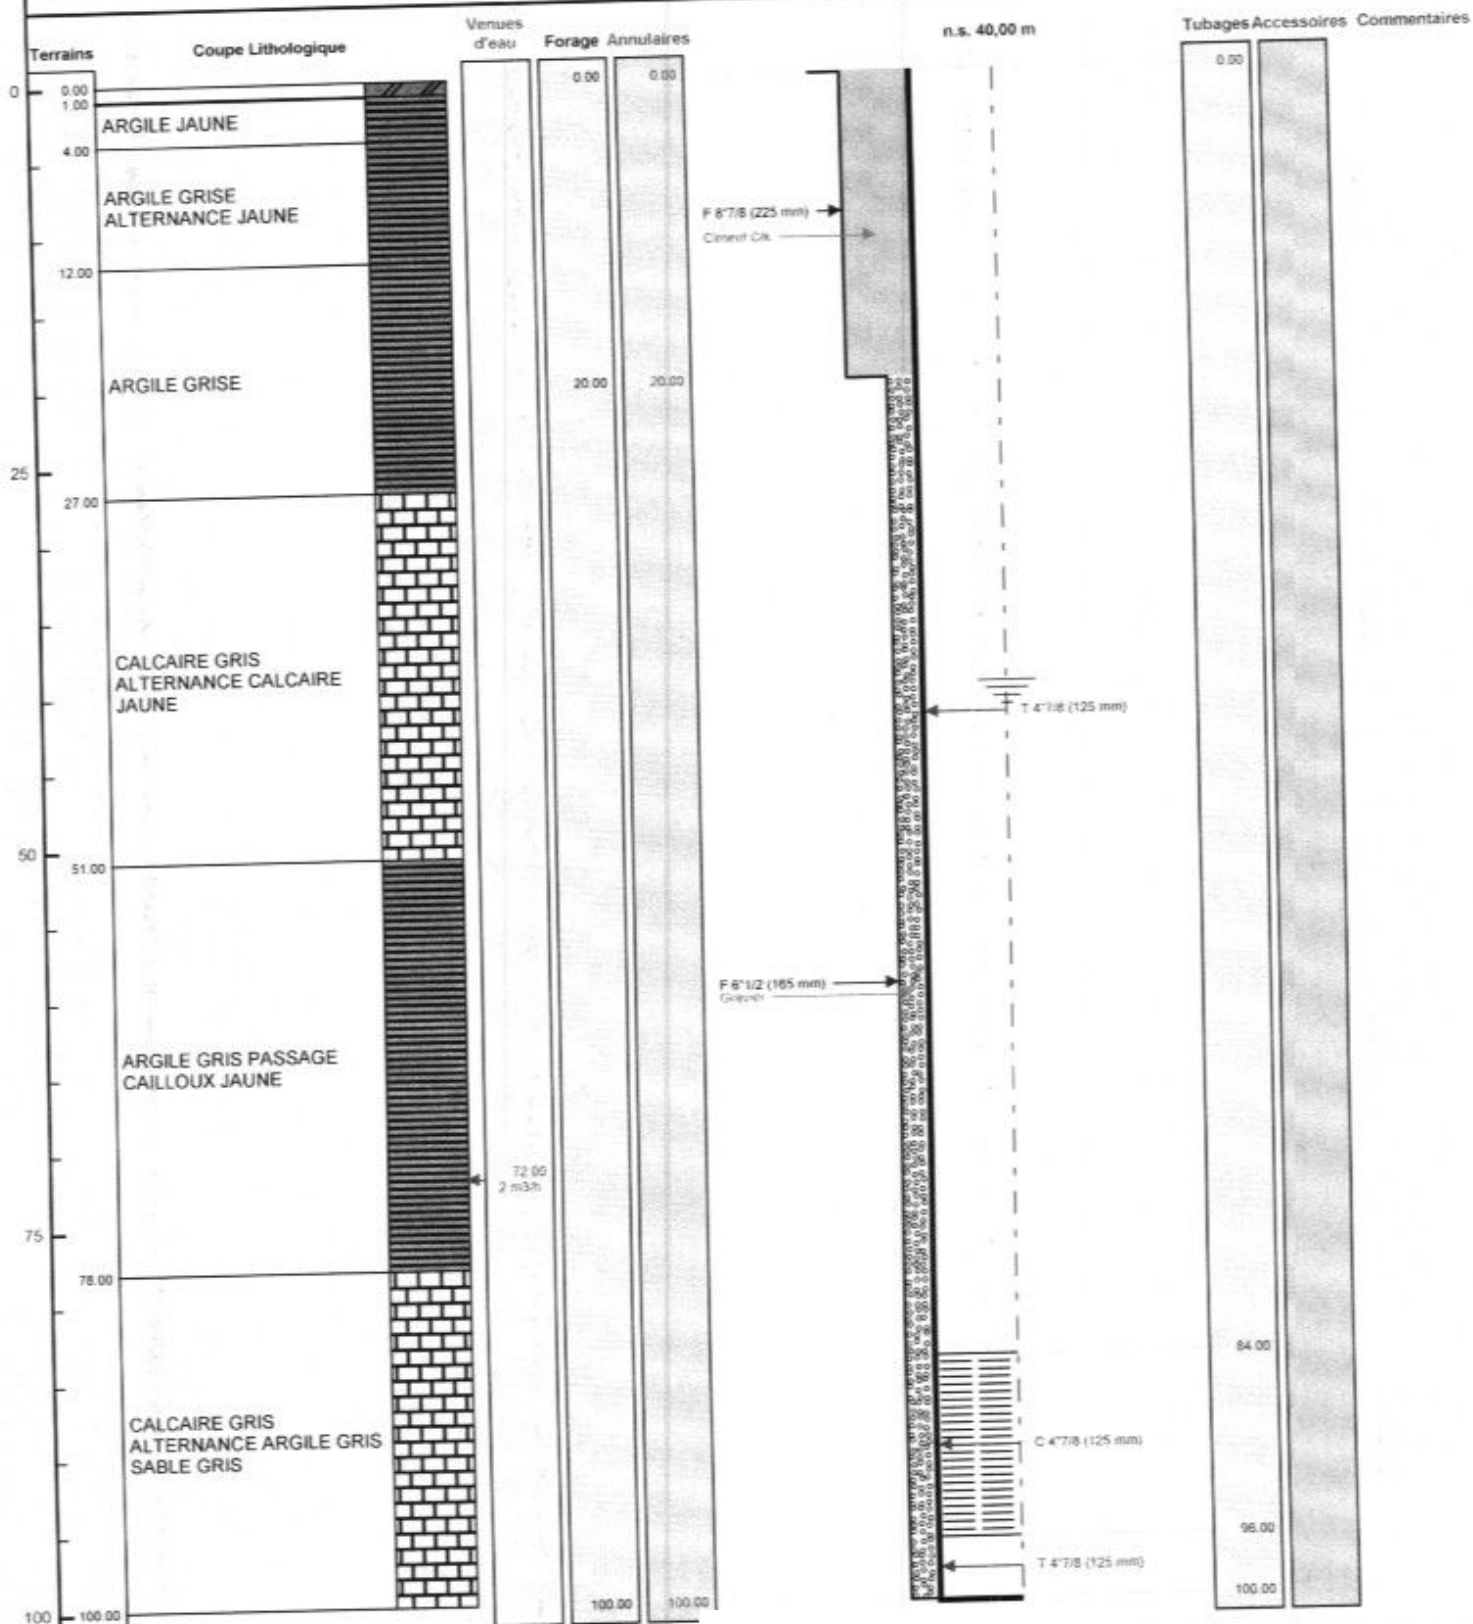 Venues
d'eau
Terrains
Coupe Lithologique
Forage
Annulaires
n.s. 40,00 m
Tubages
Accessoires
Commentaires
0
0.00
0.00
0.00
0.00
1.00
ARGILE JAUNE
4.00
ARGILE GRISE
ALTERNANCE JAUNE
F 8"7/8 (225 mm)
Ciment
12.00
ARGILE GRISE
20.00
20.00
25
27.00
CALCAIRE GRIS
ALTERNANCE CALCAIRE
JAUNE
T 4"7/8 (125 mm)
50
51.00
F 6"1/2 (165 mm)
Gravier
ARGILE GRIS PASSAGE
CAILLOUX JAUNE
72.00
2 m3/h
75
78.00
84.00
CALCAIRE GRIS
ALTERNANCE ARGILE GRIS
SABLE GRIS
C 4"7/8 (125 mm)
96.00
T 4"7/8 (125 mm)
100
100.00
100.00
100.00
100.00